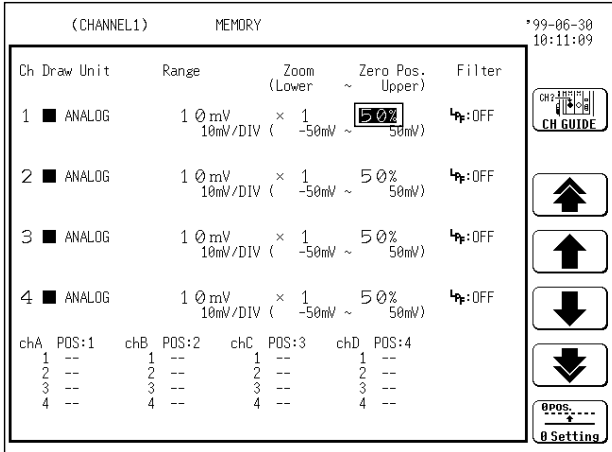 (CHANNEL1) MEMORY '99-06-30
10:11:09
Ch Draw Unit Range Zoom Zero Pos. Filter
(Lower ~ Upper)
1 ■ ANALOG 10mV × 1 50% LPF:OFF
10mV/DIV ( -50mV ~ 50mV)
2 ■ ANALOG 10mV × 1 50% LPF:OFF
10mV/DIV ( -50mV ~ 50mV)
3 ■ ANALOG 10mV × 1 50% LPF:OFF
10mV/DIV ( -50mV ~ 50mV)
4 ■ ANALOG 10mV × 1 50% LPF:OFF
10mV/DIV ( -50mV ~ 50mV)
chA POS:1 chB POS:2 chC POS:3 chD POS:4
1 -- 1 -- 1 -- 1 --
2 -- 2 -- 2 -- 2 --
3 -- 3 -- 3 -- 3 --
4 -- 4 -- 4 -- 4 --
CH?
CH GUIDE
0POS.
0 Setting